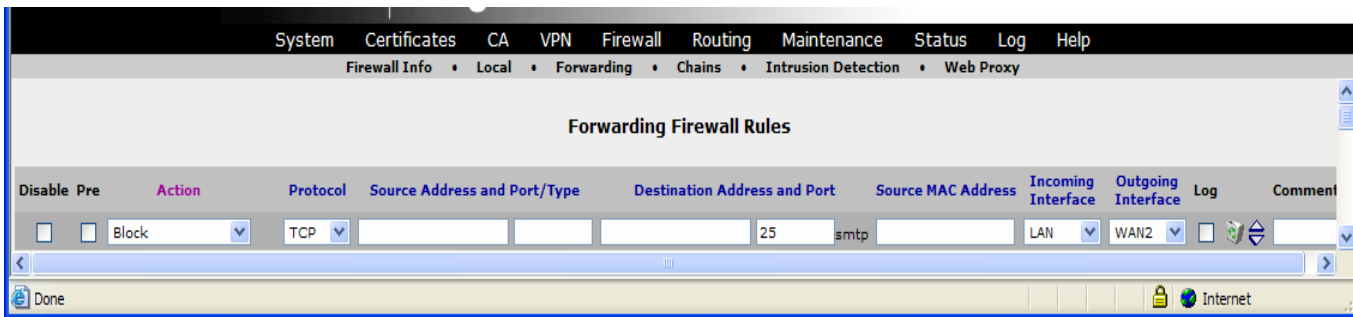 System Certificates CA VPN Firewall Routing Maintenance Status Log Help
Firewall Info • Local • Forwarding • Chains • Intrusion Detection • Web Proxy
Forwarding Firewall Rules
Disable Pre Action Protocol Source Address and Port/Type Destination Address and Port Source MAC Address Incoming Interface Outgoing Interface Log Comment
Block TCP 25 smtp LAN WAN2
Done Internet